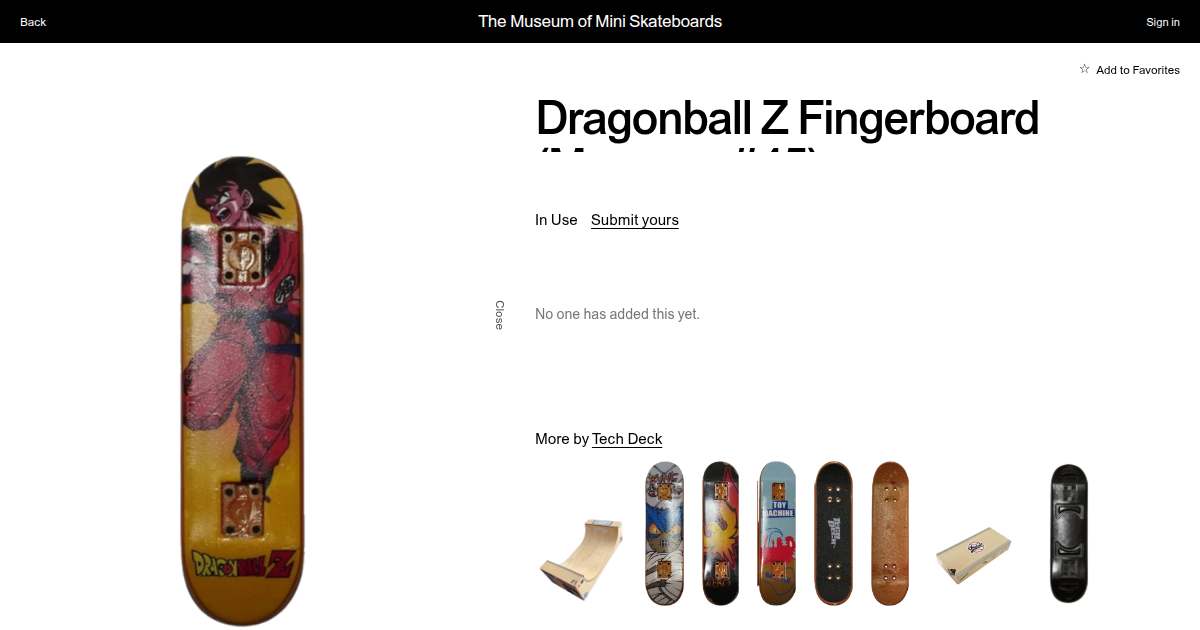 Back
The Museum of Mini Skateboards
Sign in
☆ Add to Favorites
Dragonball Z Fingerboard
In Use Submit yours
Close
No one has added this yet.
DRAGONBALL Z
More by Tech Deck
TOY
MACHINE